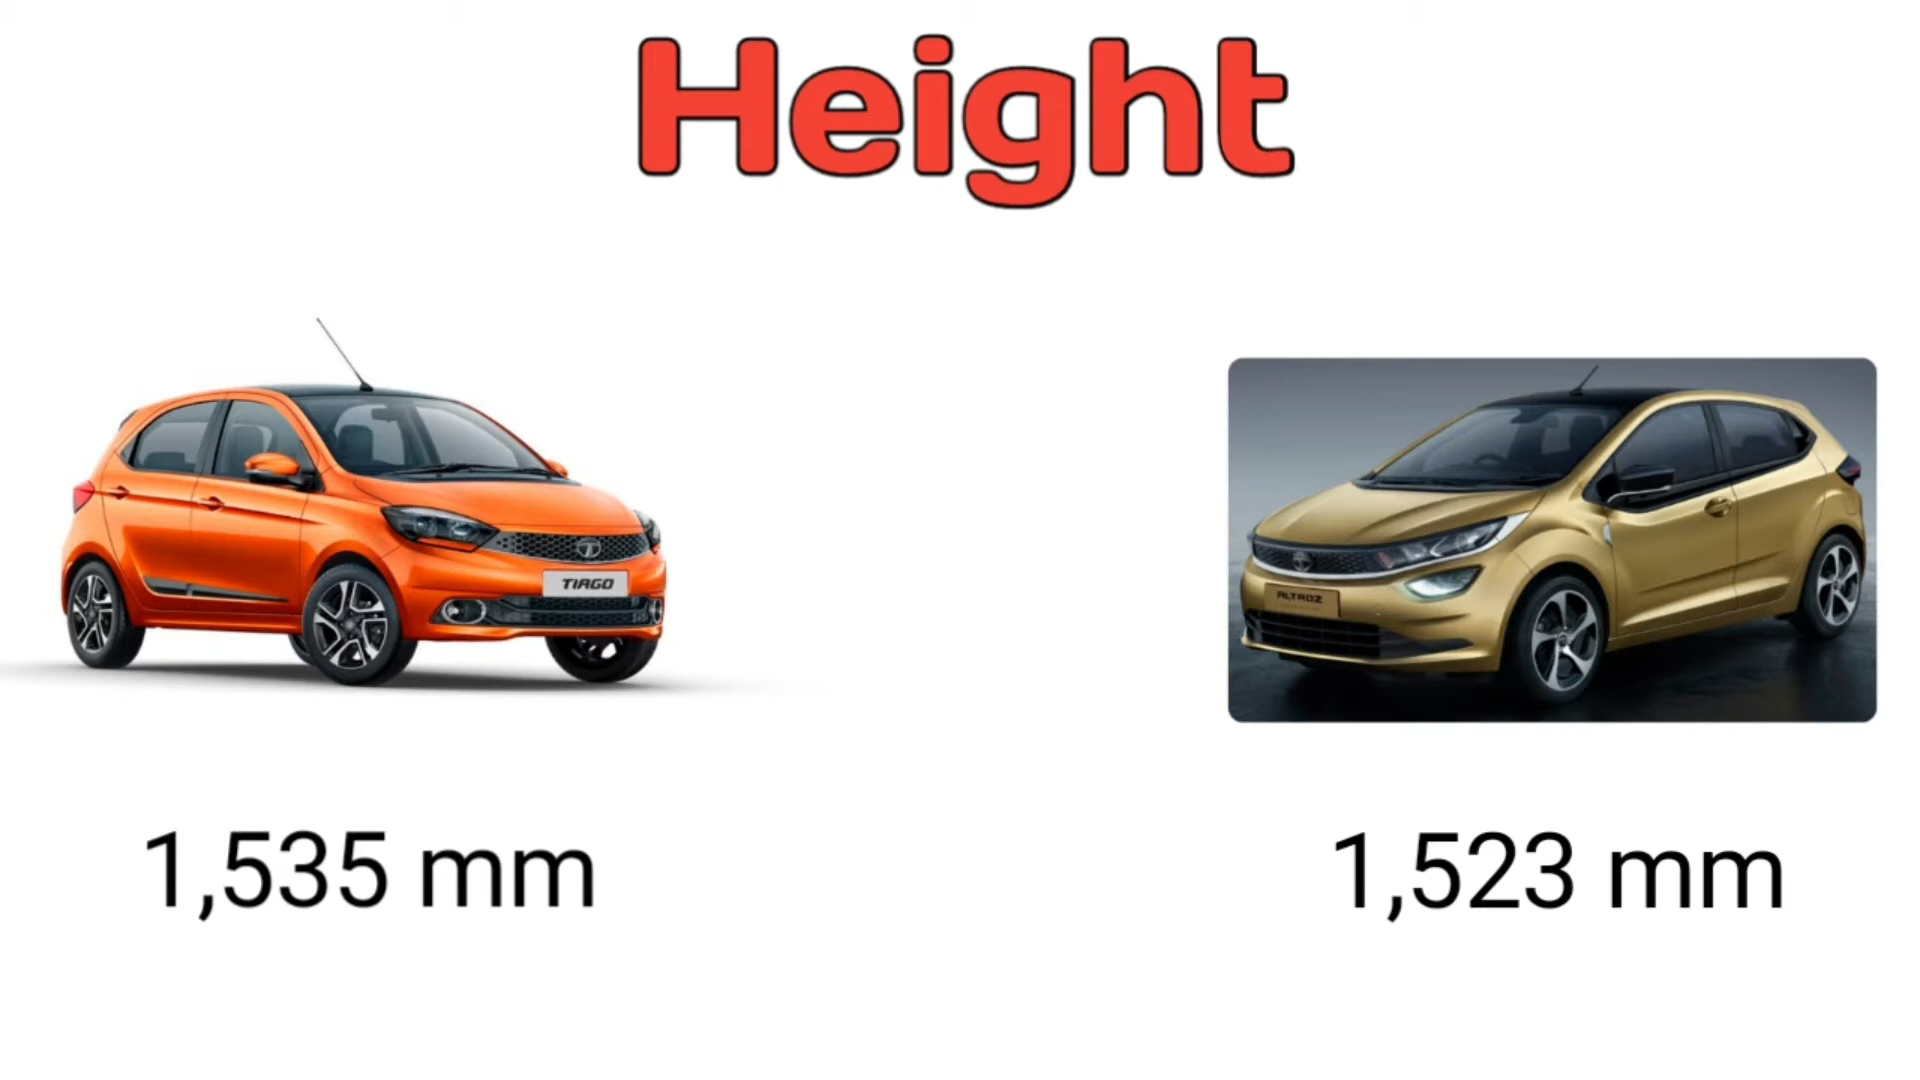 Height
TIAGO
ALTROZ
1,535 mm
1,523 mm